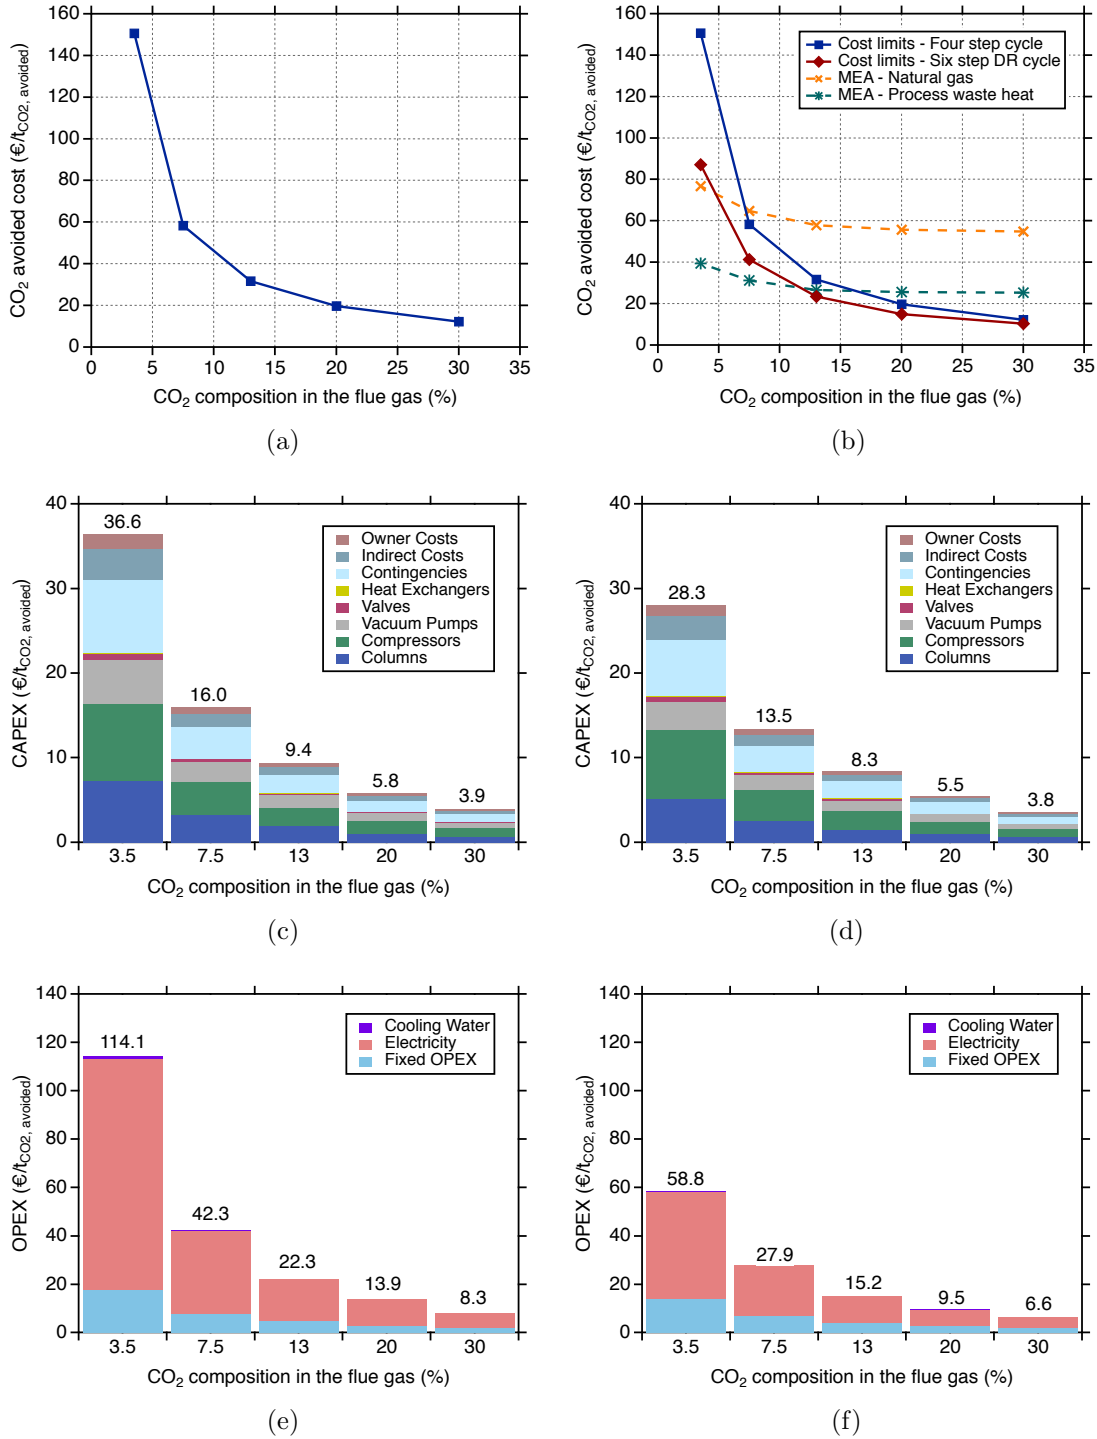 160
140
120
100
80
60
40
20
0
0 5 10 15 20 25 30 35
CO₂ avoided cost (€/t_CO2, avoided)
CO₂ composition in the flue gas (%)
(a)
160
140
120
100
80
60
40
20
0
0 5 10 15 20 25 30 35
CO₂ avoided cost (€/t_CO2, avoided)
CO₂ composition in the flue gas (%)
Cost limits - Four step cycle
Cost limits - Six step DR cycle
MEA - Natural gas
MEA - Process waste heat
(b)
40
30
20
10
0
CAPEX (€/t_CO2, avoided)
36.6
16.0
9.4
5.8
3.9
Owner Costs
Indirect Costs
Contingencies
Heat Exchangers
Valves
Vacuum Pumps
Compressors
Columns
3.5 7.5 13 20 30
CO₂ composition in the flue gas (%)
(c)
40
30
20
10
0
CAPEX (€/t_CO2, avoided)
28.3
13.5
8.3
5.5
3.8
Owner Costs
Indirect Costs
Contingencies
Heat Exchangers
Valves
Vacuum Pumps
Compressors
Columns
3.5 7.5 13 20 30
CO₂ composition in the flue gas (%)
(d)
140
120
100
80
60
40
20
0
OPEX (€/t_CO2, avoided)
114.1
42.3
22.3
13.9
8.3
Cooling Water
Electricity
Fixed OPEX
3.5 7.5 13 20 30
CO₂ composition in the flue gas (%)
(e)
140
120
100
80
60
40
20
0
OPEX (€/t_CO2, avoided)
58.8
27.9
15.2
9.5
6.6
Cooling Water
Electricity
Fixed OPEX
3.5 7.5 13 20 30
CO₂ composition in the flue gas (%)
(f)